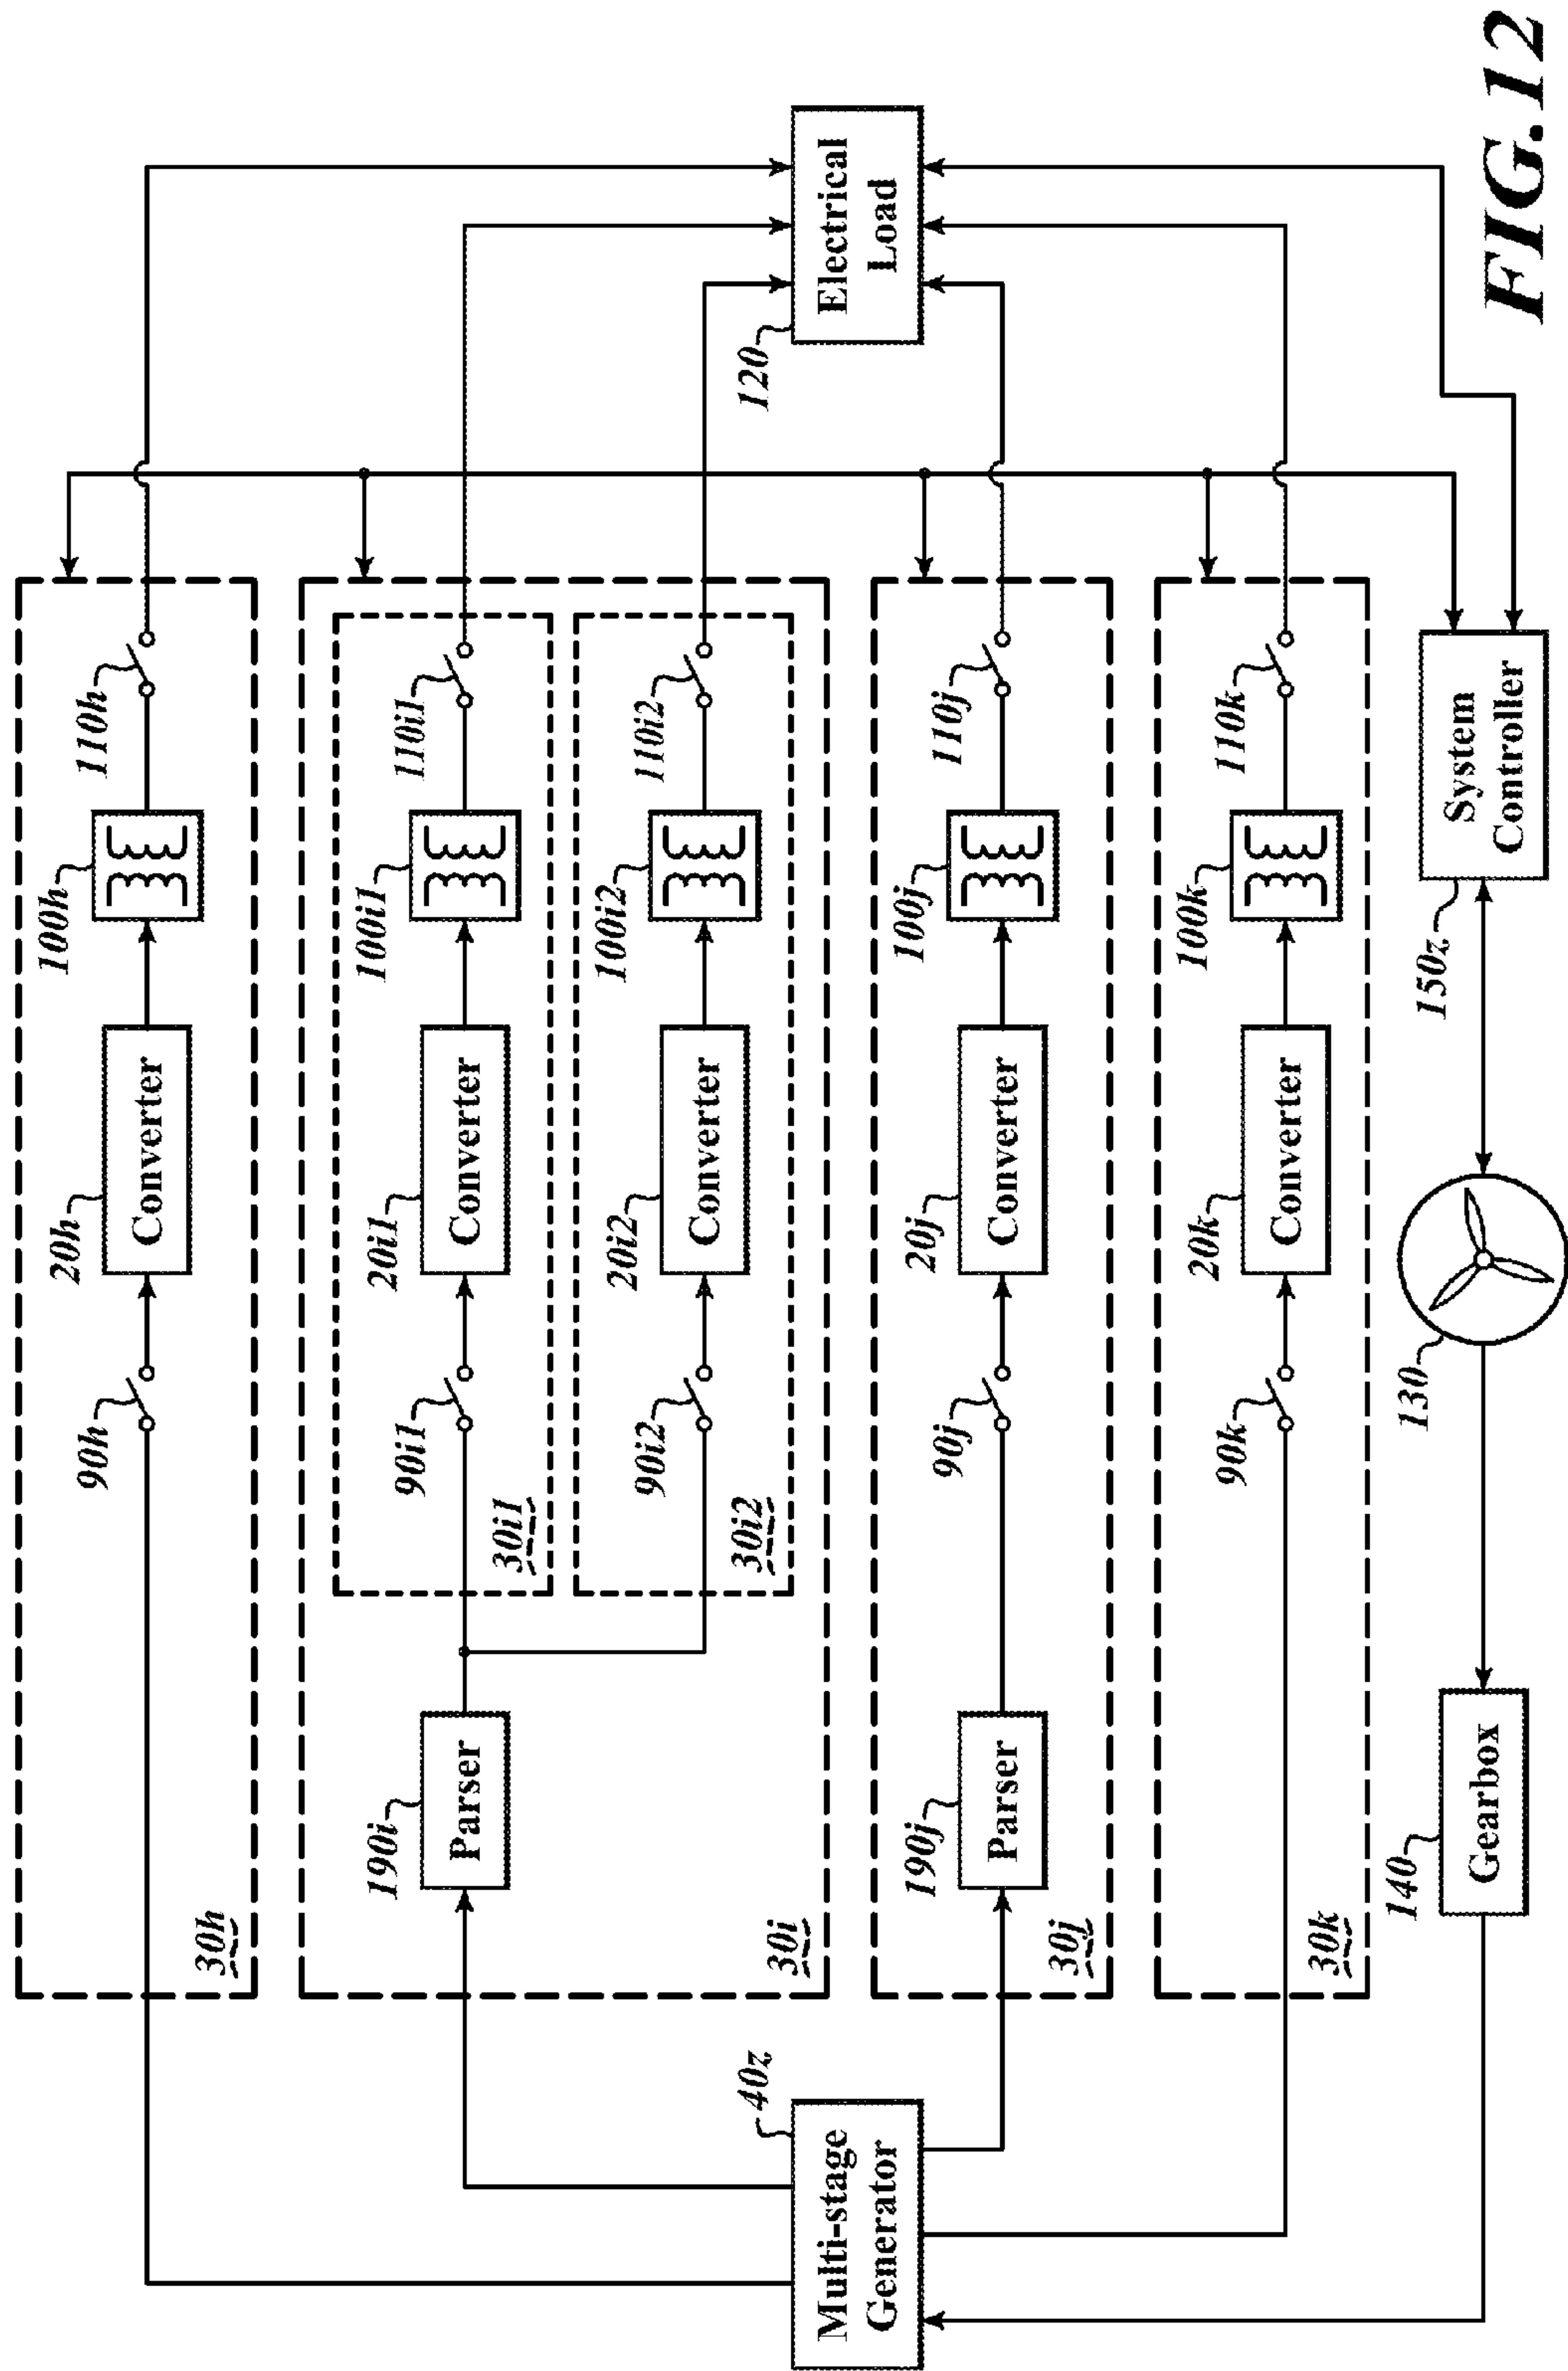 110h
100h
20h
Converter
90h
30h
110i1
100i1
20i1
Converter
90i1
30i1
110i2
100i2
20i2
Converter
90i2
30i2
190i
Parser
30i
110j
100j
20j
Converter
90j
190j
Parser
30j
110k
100k
20k
Converter
90k
30k
40z
Multi-stage
Generator
120
Electrical
Load
140
Gearbox
130
150z
System
Controller
FIG.12